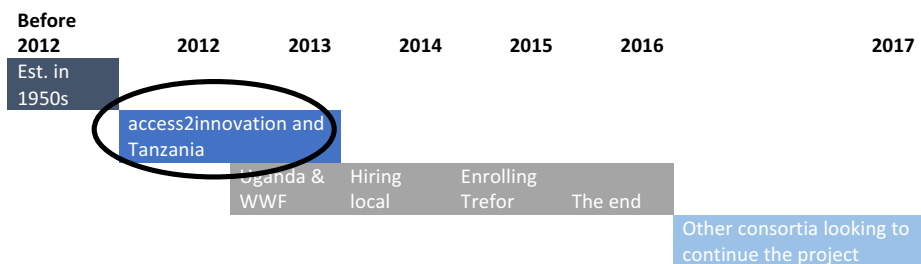 Before
2012 2012 2013 2014 2015 2016 2017
Est. in
1950s
access2innovation and
Tanzania
Uganda & Hiring Enrolling
WWF local Trefor The end
Other consortia looking to
continue the project